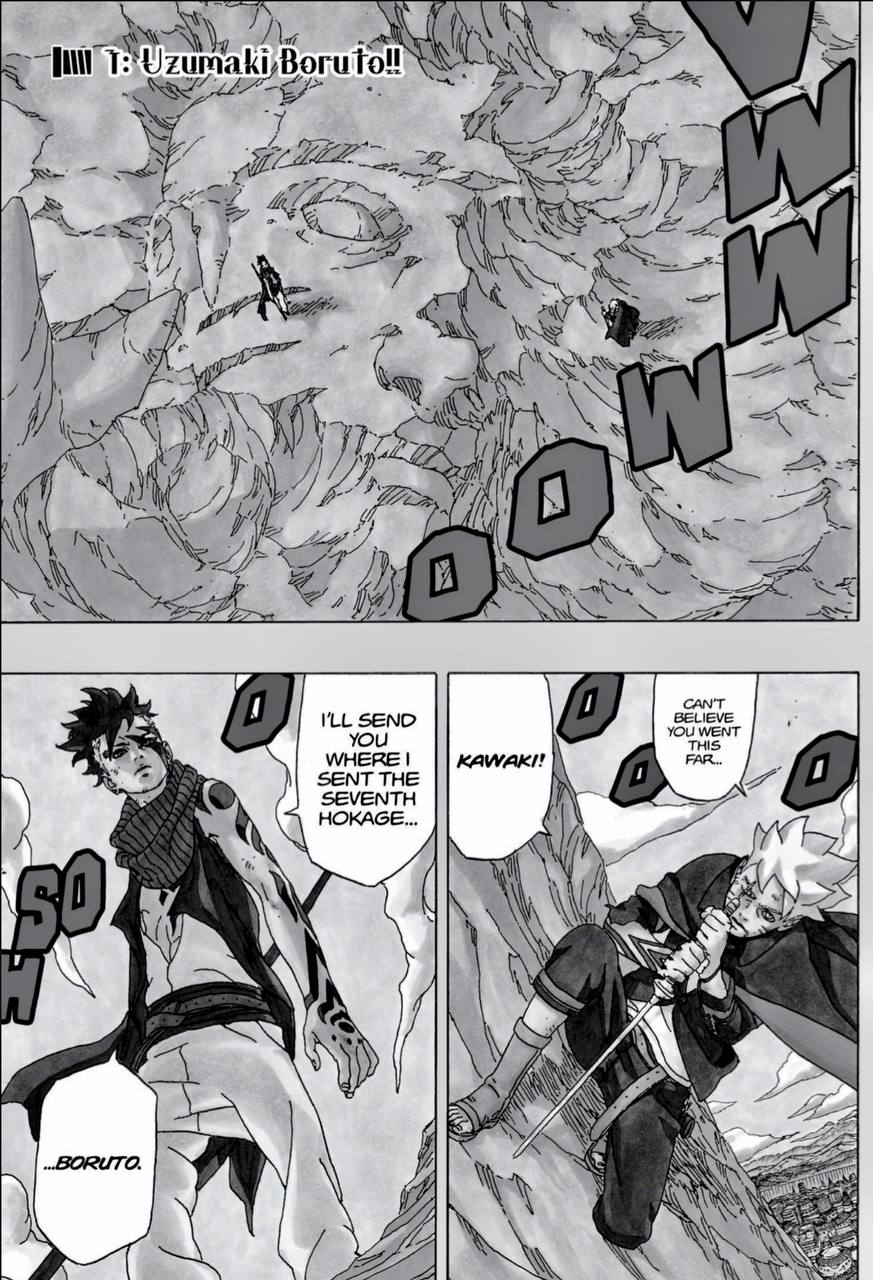 1: Uzumaki Boruto!!
V
W
W
W
O
O
CAN'T
BELIEVE
YOU WENT
THIS
FAR...
KAWAKI!
O
O
O
I'LL SEND
YOU
WHERE I
SENT THE
SEVENTH
HOKAGE...
O
SO
H
...BORUTO.